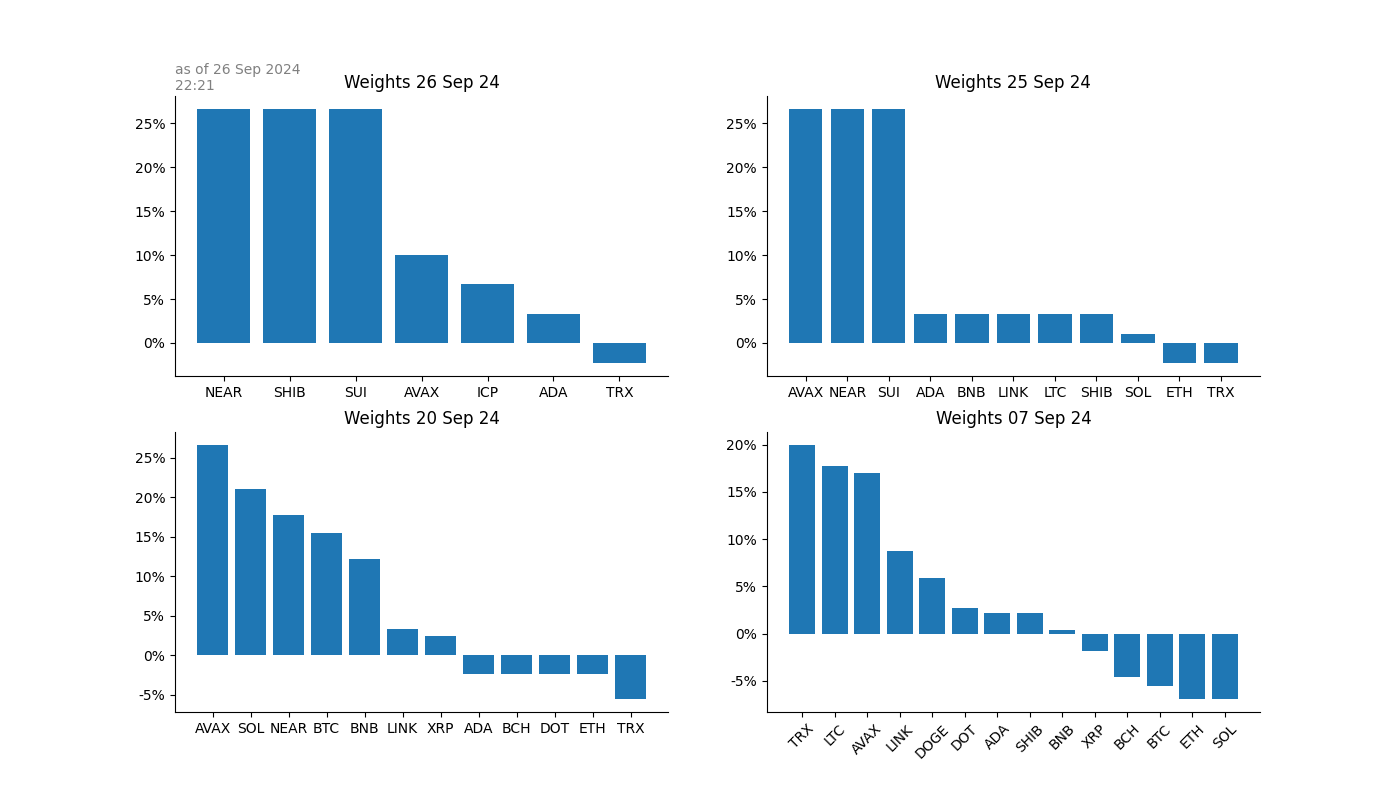 as of 26 Sep 2024
22:21
Weights 26 Sep 24
25%
20%
15%
10%
5%
0%
NEAR SHIB SUI AVAX ICP ADA TRX
Weights 25 Sep 24
25%
20%
15%
10%
5%
0%
AVAX NEAR SUI ADA BNB LINK LTC SHIB SOL ETH TRX
Weights 20 Sep 24
25%
20%
15%
10%
5%
0%
-5%
AVAX SOL NEAR BTC BNB LINK XRP ADA BCH DOT ETH TRX
Weights 07 Sep 24
20%
15%
10%
5%
0%
-5%
TRX LTC AVAX LINK DOGE DOT ADA SHIB BNB XRP BCH BTC ETH SOL